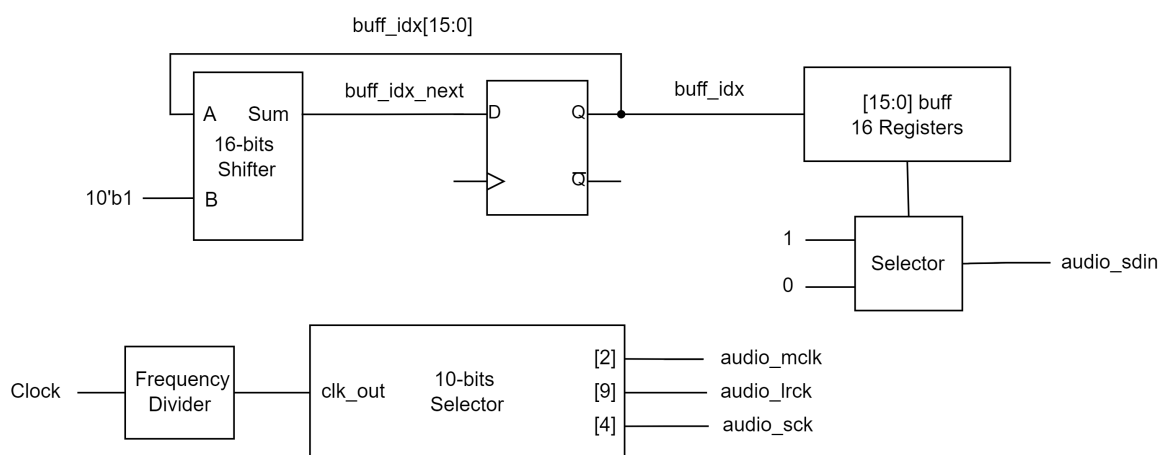 buff_idx[15:0]
buff_idx_next
buff_idx
A
Sum
16-bits
Shifter
10'b1
B
D
Q
Q̅
[15:0] buff
16 Registers
1
0
Selector
audio_sdin
Clock
Frequency
Divider
clk_out
10-bits
Selector
[2]
audio_mclk
[9]
audio_lrck
[4]
audio_sck